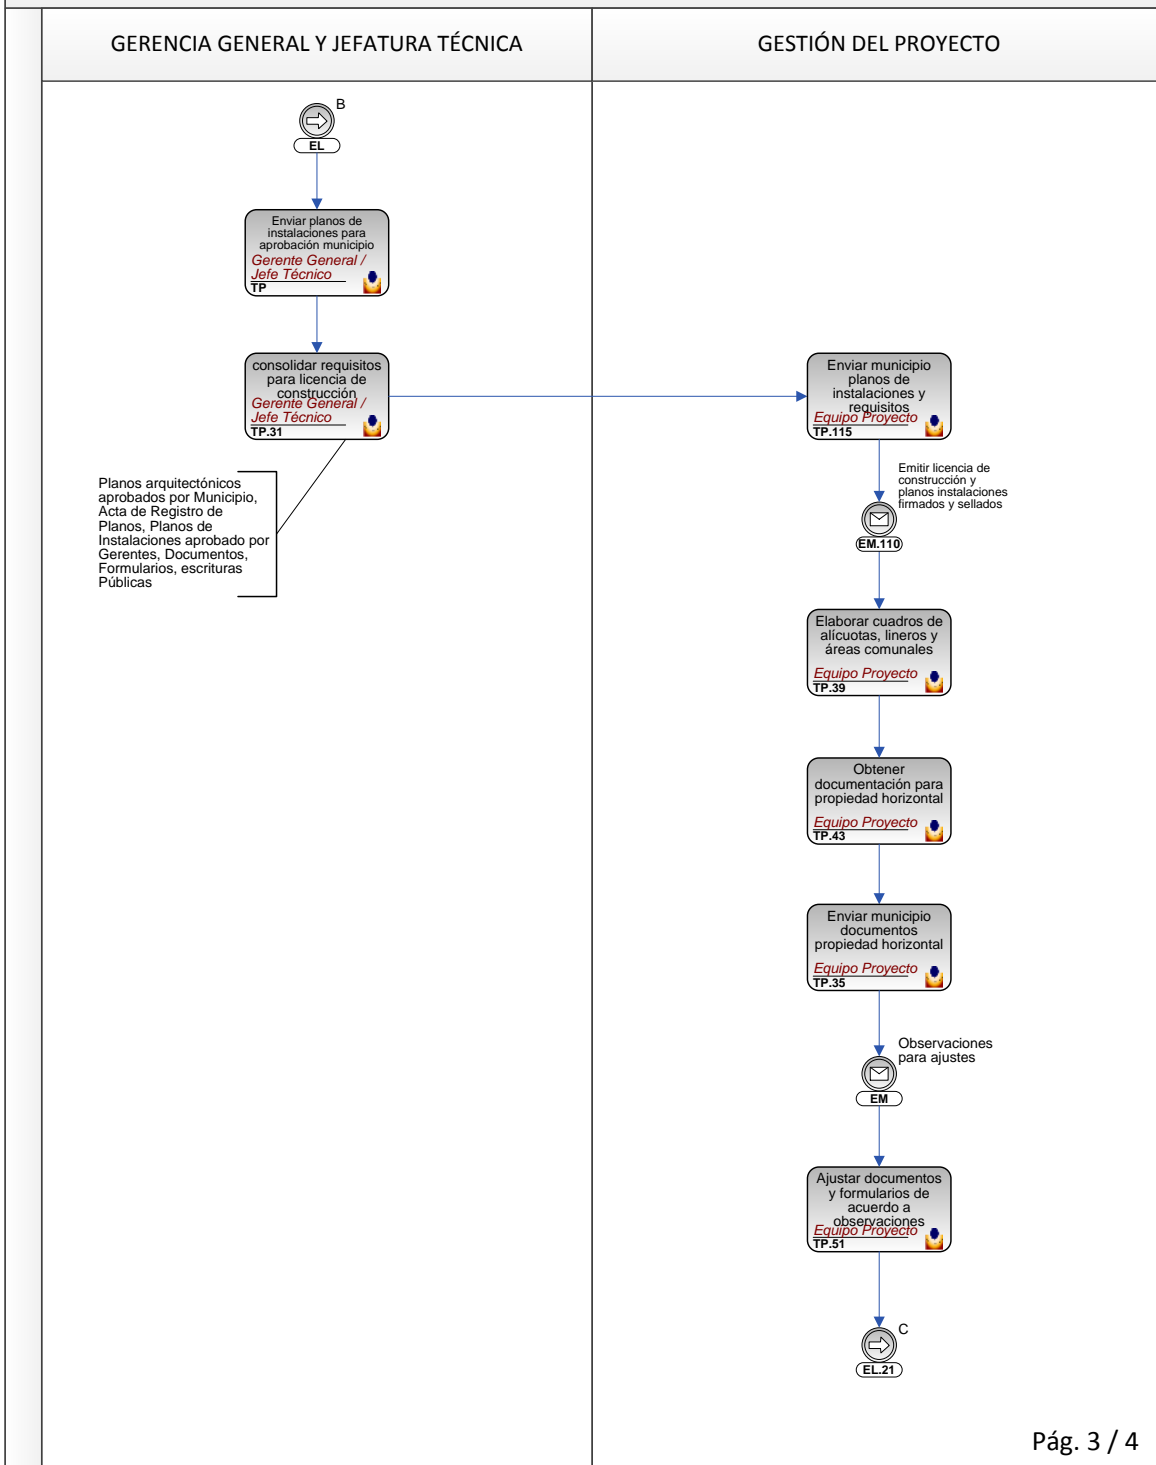 GERENCIA GENERAL Y JEFATURA TÉCNICA
GESTIÓN DEL PROYECTO
B
EL
Enviar planos de
instalaciones para
aprobación municipio
Gerente General /
Jefe Técnico
TP
consolidar requisitos
para licencia de
construcción
Gerente General /
Jefe Técnico
TP.31
Planos arquitectónicos
aprobados por Municipio,
Acta de Registro de
Planos, Planos de
Instalaciones aprobado por
Gerentes, Documentos,
Formularios, escrituras
Públicas
Enviar municipio
planos de
instalaciones y
requisitos
Equipo Proyecto
TP.115
Emitir licencia de
construcción y
planos instalaciones
firmados y sellados
EM.110
Elaborar cuadros de
alícuotas, lineros y
áreas comunales
Equipo Proyecto
TP.39
Obtener
documentación para
propiedad horizontal
Equipo Proyecto
TP.43
Enviar municipio
documentos
propiedad horizontal
Equipo Proyecto
TP.35
Observaciones
para ajustes
EM
Ajustar documentos
y formularios de
acuerdo a
observaciones
Equipo Proyecto
TP.51
C
EL.21
Pág. 3 / 4